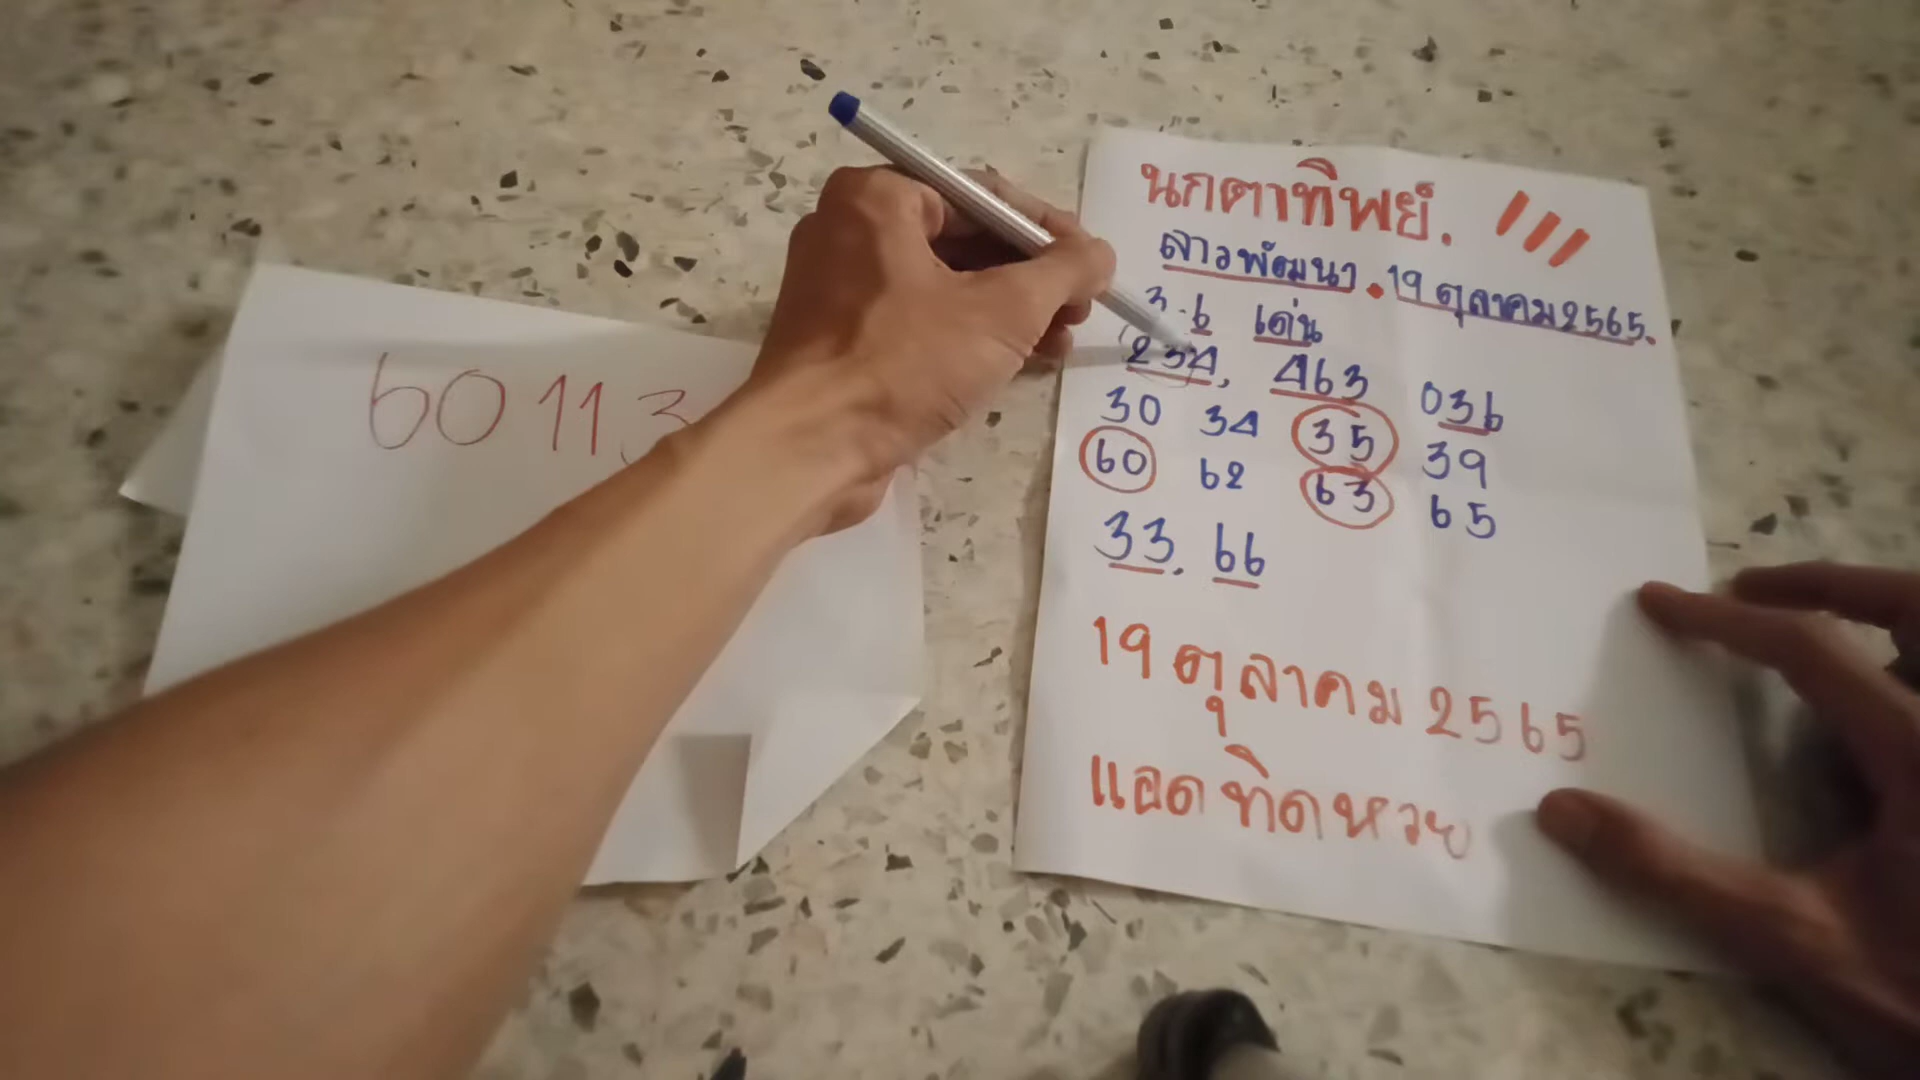 60113
นกตาทิพย์. ///
ลาวพัฒนา . 19 ตุลาคม 2565.
3-6 เด่น
234, 463 036
30 34 35 39
60 62 63 65
33, 66
19 ตุลาคม 2565
แอด ทิด หวย